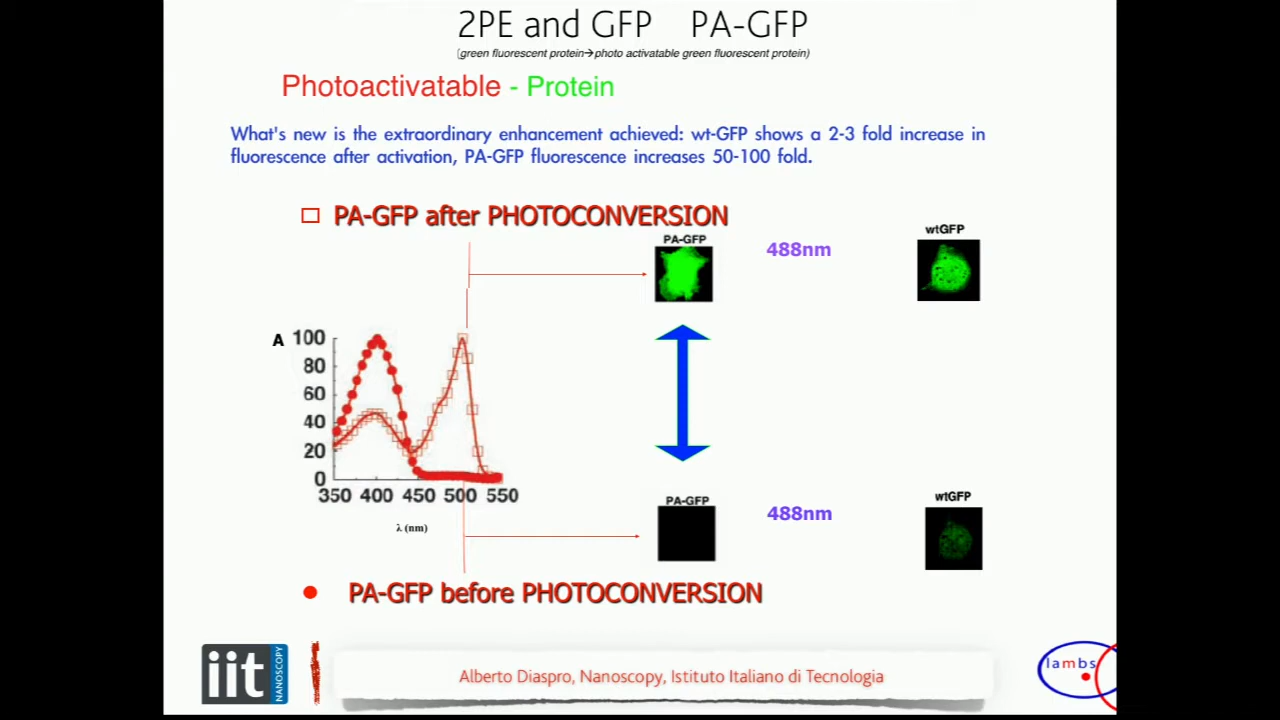 2PE and GFP PA-GFP
(green fluorescent protein→photo activatable green fluorescent protein)
Photoactivatable - Protein
What's new is the extraordinary enhancement achieved: wt-GFP shows a 2-3 fold increase in
fluorescence after activation, PA-GFP fluorescence increases 50-100 fold.
PA-GFP after PHOTOCONVERSION
PA-GFP
488nm
wtGFP
A
100
80
60
40
20
0
350 400 450 500 550
λ (nm)
PA-GFP
488nm
wtGFP
PA-GFP before PHOTOCONVERSION
iit
NANOSCOPY
Alberto Diaspro, Nanoscopy, Istituto Italiano di Tecnologia
lambs